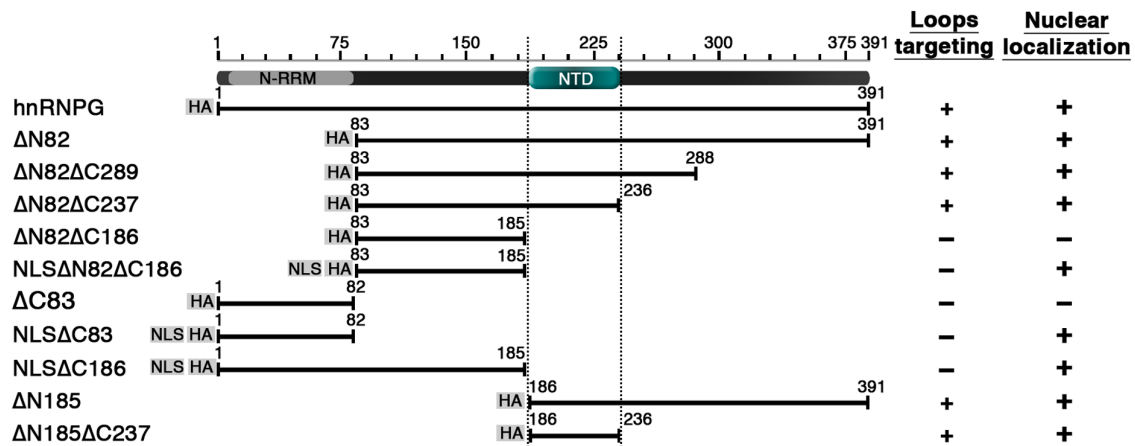 Loops targeting Nuclear localization
1 75 150 225 300 375 391
N-RRM NTD
hnRNPG HA 1 391 + +
ΔN82 HA 83 391 + +
ΔN82ΔC289 HA 83 288 + +
ΔN82ΔC237 HA 83 236 + +
ΔN82ΔC186 HA 83 185 − −
NLSΔN82ΔC186 NLS HA 83 185 − +
ΔC83 HA 1 82 − −
NLSΔC83 NLS HA 1 82 − +
NLSΔC186 NLS HA 1 185 − +
ΔN185 HA 186 391 + +
ΔN185ΔC237 HA 186 236 + +